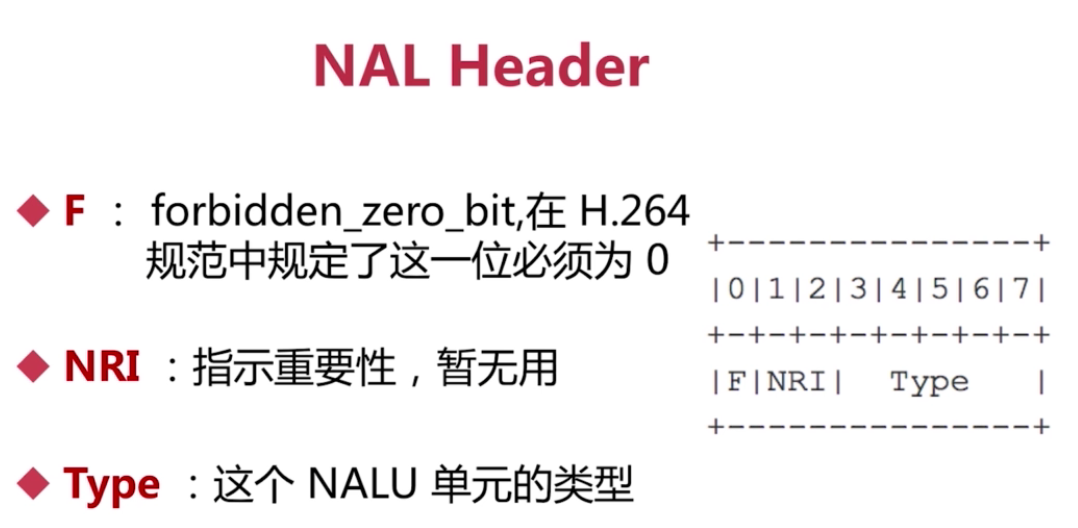 NAL Header
F ： forbidden_zero_bit,在 H.264
规范中规定了这一位必须为 0
NRI ：指示重要性，暂无用
Type ：这个 NALU 单元的类型
+---------------+
|0|1|2|3|4|5|6|7|
+-+-+-+-+-+-+-+-+
|F|NRI|  Type   |
+---------------+